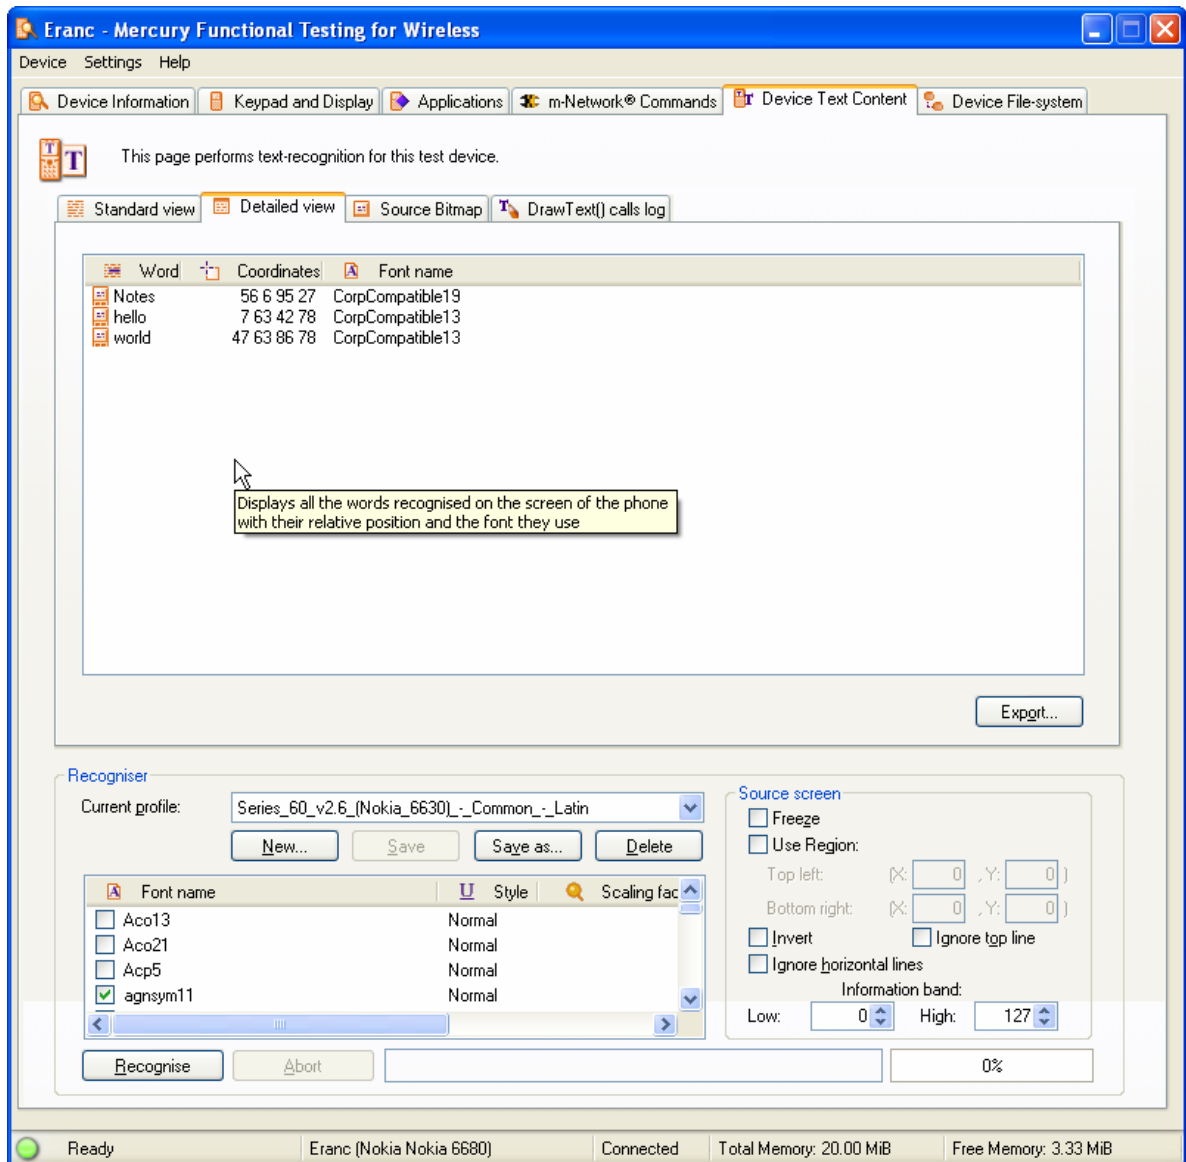 Eranc - Mercury Functional Testing for Wireless
Device Settings Help
Device Information Keypad and Display Applications m-Network® Commands Device Text Content Device File-system
This page performs text-recognition for this test device.
Standard view Detailed view Source Bitmap DrawText() calls log
Word Coordinates Font name
Notes 56 6 95 27 CorpCompatible19
hello 7 63 42 78 CorpCompatible13
world 47 63 86 78 CorpCompatible13
Displays all the words recognised on the screen of the phone
with their relative position and the font they use
Export...
Recogniser
Current profile: Series_60_v2.6_(Nokia_6630)_-_Common_-_Latin
New... Save Save as... Delete
Font name Style Scaling fac
Aco13 Normal
Aco21 Normal
Acp5 Normal
agnsym11 Normal
Source screen
Freeze
Use Region:
Top left: (X: 0 , Y: 0 )
Bottom right: (X: 0 , Y: 0 )
Invert Ignore top line
Ignore horizontal lines
Information band:
Low: 0 High: 127
Recognise Abort 0%
Ready Eranc (Nokia Nokia 6680) Connected Total Memory: 20.00 MiB Free Memory: 3.33 MiB